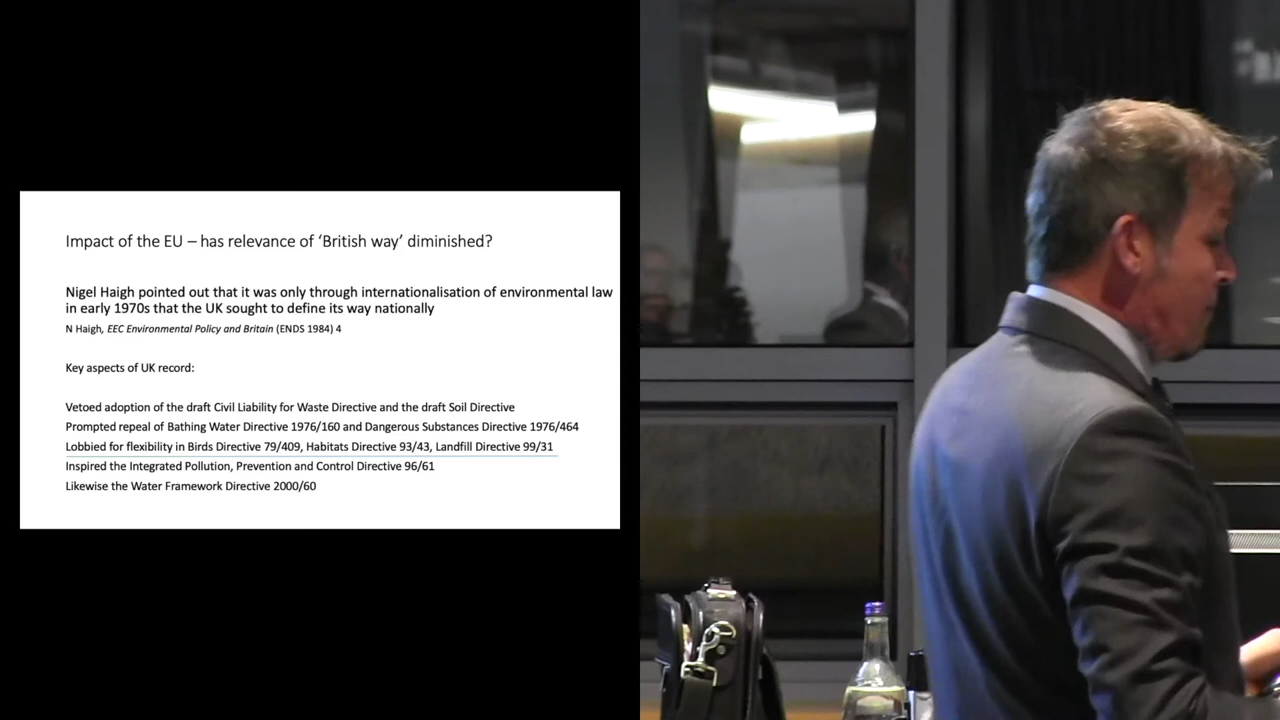 Impact of the EU – has relevance of ‘British way’ diminished?
Nigel Haigh pointed out that it was only through internationalisation of environmental law
in early 1970s that the UK sought to define its way nationally
N Haigh, EEC Environmental Policy and Britain (ENDS 1984) 4
Key aspects of UK record:
Vetoed adoption of the draft Civil Liability for Waste Directive and the draft Soil Directive
Prompted repeal of Bathing Water Directive 1976/160 and Dangerous Substances Directive 1976/464
Lobbied for flexibility in Birds Directive 79/409, Habitats Directive 93/43, Landfill Directive 99/31
Inspired the Integrated Pollution, Prevention and Control Directive 96/61
Likewise the Water Framework Directive 2000/60